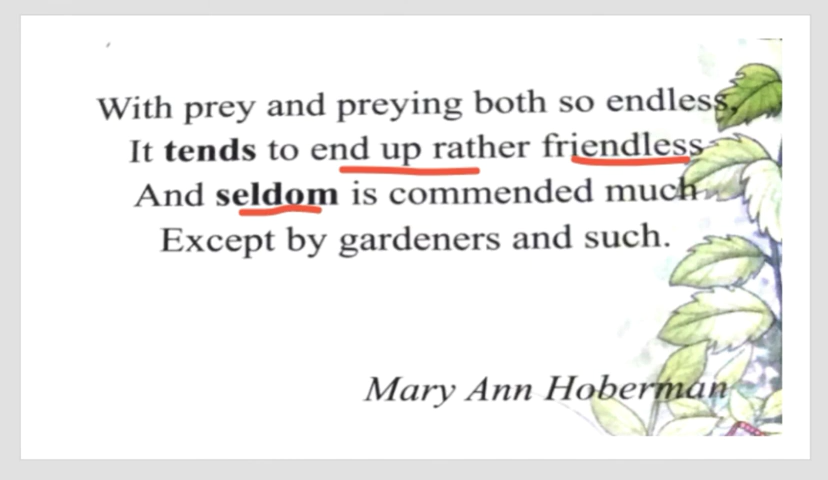 With prey and preying both so endless,
It tends to end up rather friendless
And seldom is commended much
Except by gardeners and such.
Mary Ann Hoberman